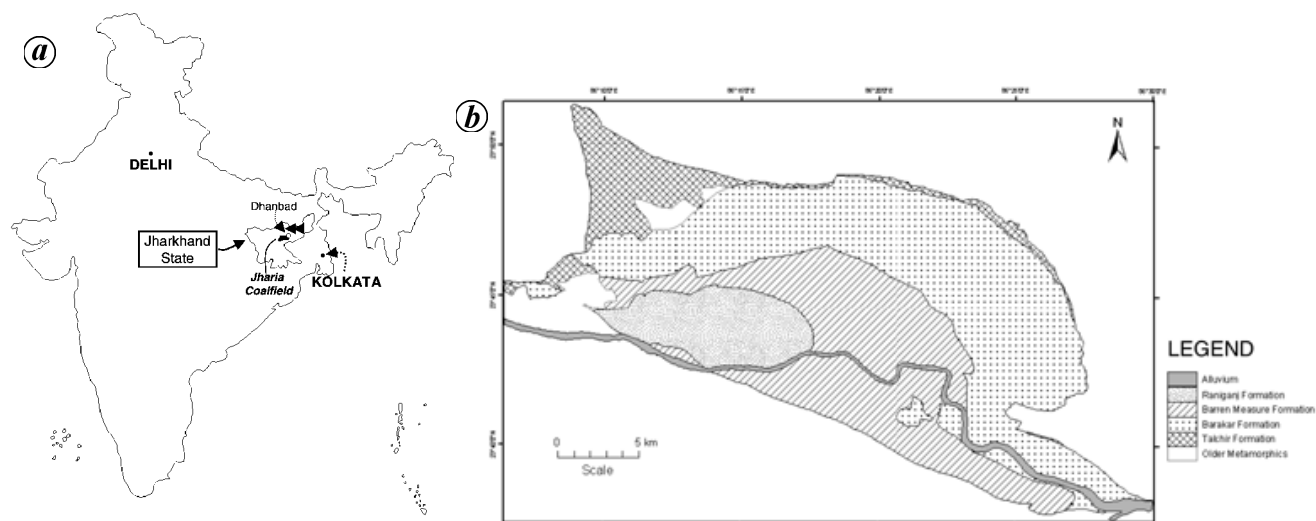 a
DELHI
Dhanbad
Jharkhand
State
Jharia
Coalfield
KOLKATA
b
N
0 5 km
Scale
LEGEND
Alluvium
Raniganj Formation
Barren Measure Formation
Barakar Formation
Talchir Formation
Older Metamorphics